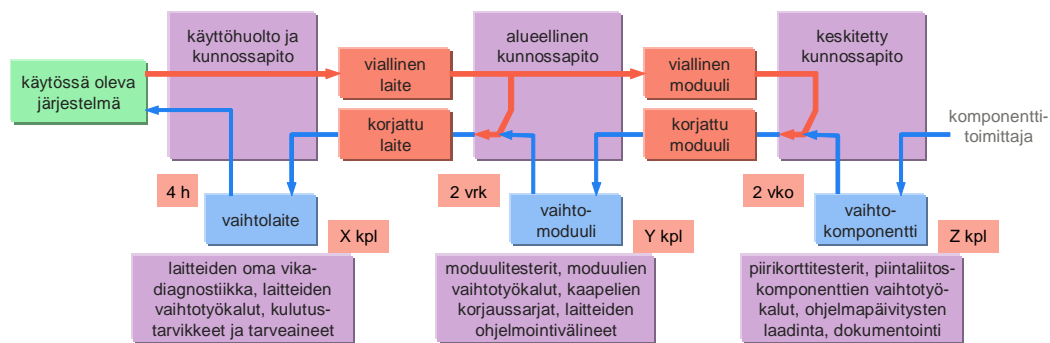 käyttöhuolto ja
kunnossapito
alueellinen
kunnossapito
keskitetty
kunnossapito
käytössä oleva
järjestelmä
viallinen
laite
viallinen
moduuli
korjattu
laite
korjattu
moduuli
komponentti-
toimittaja
4 h
2 vrk
2 vko
vaihtolaite
vaihto-
moduuli
vaihto-
komponentti
X kpl
Y kpl
Z kpl
laitteiden oma vika-
diagnostiikka, laitteiden
vaihtotyökalut, kulutus-
tarvikkeet ja tarveaineet
moduulitesterit, moduulien
vaihtotyökalut, kaapelien
korjaussarjat, laitteiden
ohjelmointivälineet
piirikorttitesterit, piintaliitos-
komponenttien vaihtotyö-
kalut, ohjelmapäivitysten
laadinta, dokumentointi